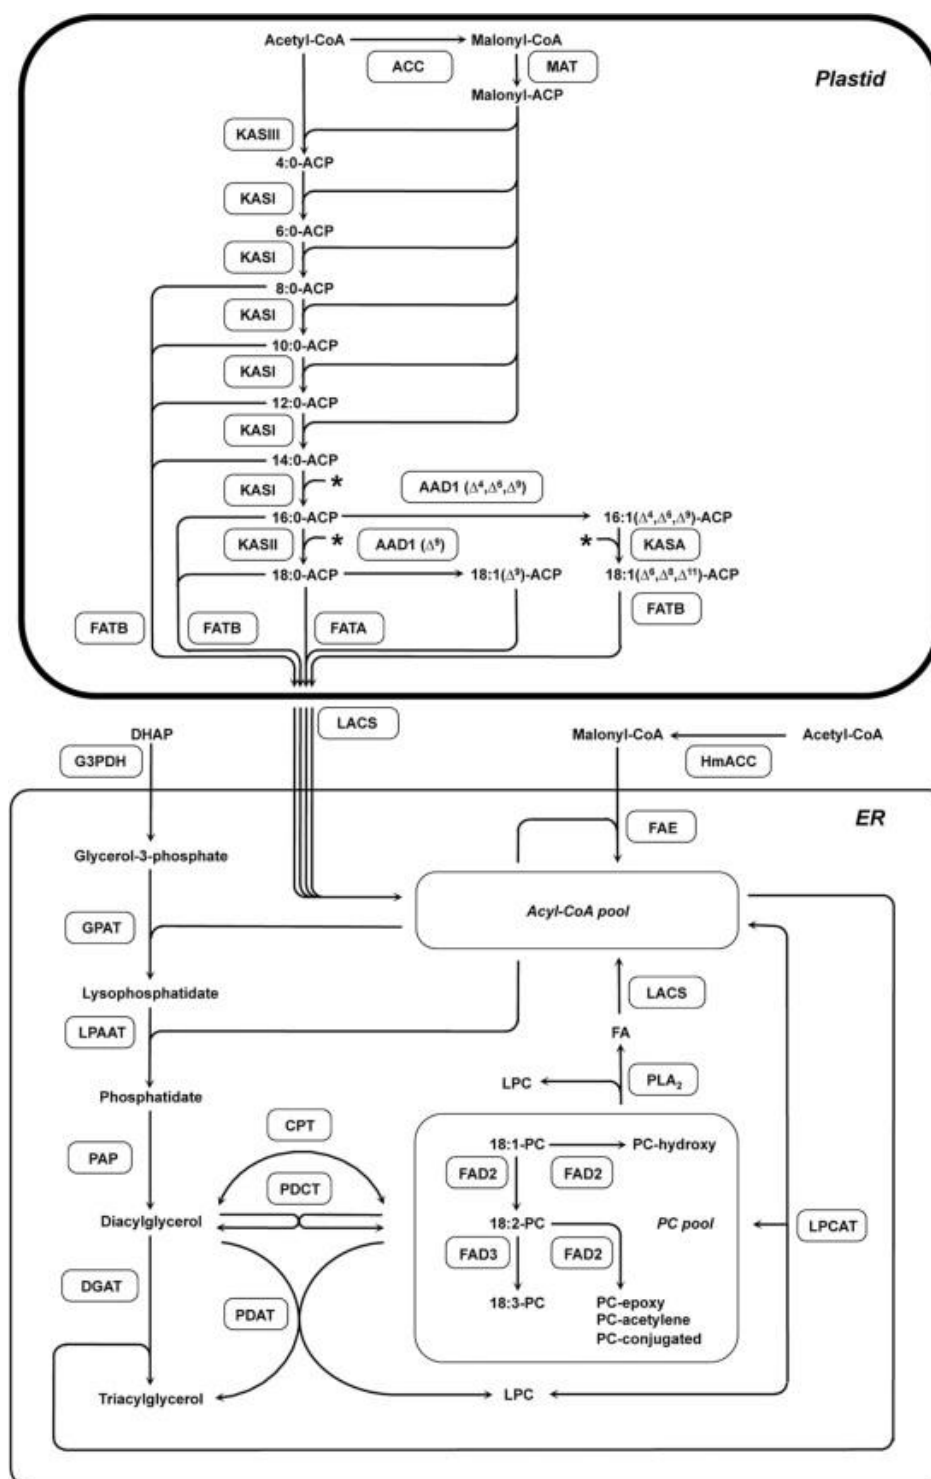 Acetyl-CoA Malonyl-CoA
ACC MAT
Plastid
Malonyl-ACP
KASIII
4:0-ACP
KASI
6:0-ACP
KASI
8:0-ACP
KASI
10:0-ACP
KASI
12:0-ACP
KASI
14:0-ACP
KASI * AAD1 (Δ⁴,Δ⁶,Δ⁹)
16:0-ACP 16:1(Δ⁴,Δ⁶,Δ⁹)-ACP
KASII * AAD1 (Δ⁹) * KASA
18:0-ACP 18:1(Δ⁹)-ACP 18:1(Δ⁶,Δ⁸,Δ¹¹)-ACP
FATB
FATB FATB FATA
LACS
DHAP Malonyl-CoA Acetyl-CoA
G3PDH HmACC
ER
FAE
Glycerol-3-phosphate
Acyl-CoA pool
GPAT
Lysophosphatidate LACS
LPAAT FA
LPC PLA₂
Phosphatidate
CPT
18:1-PC PC-hydroxy
PAP FAD2 FAD2
PDCT
Diacylglycerol 18:2-PC PC pool LPCAT
FAD3 FAD2
DGAT
18:3-PC PC-epoxy
PDAT PC-acetylene
PC-conjugated
Triacylglycerol LPC